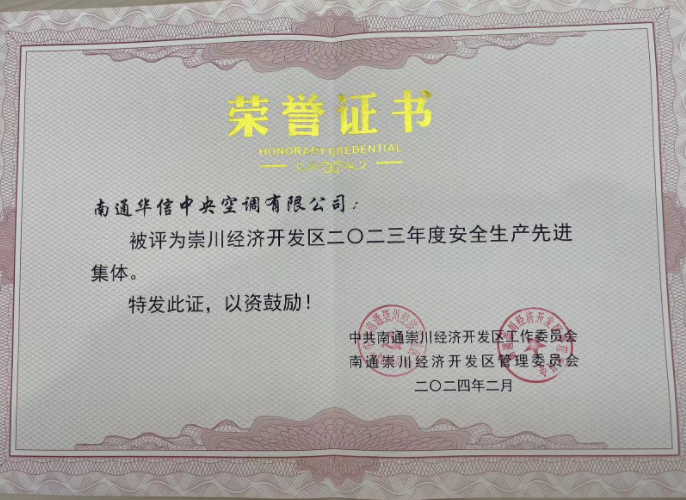 荣誉证书
HONORARY CREDENTIAL
南通华信中央空调有限公司：
被评为崇川经济开发区二〇二三年度安全生产先进
集体。
特发此证，以资鼓励！
中共南通崇川经济开发区工作委员会
南通崇川经济开发区管理委员会
二〇二四年二月